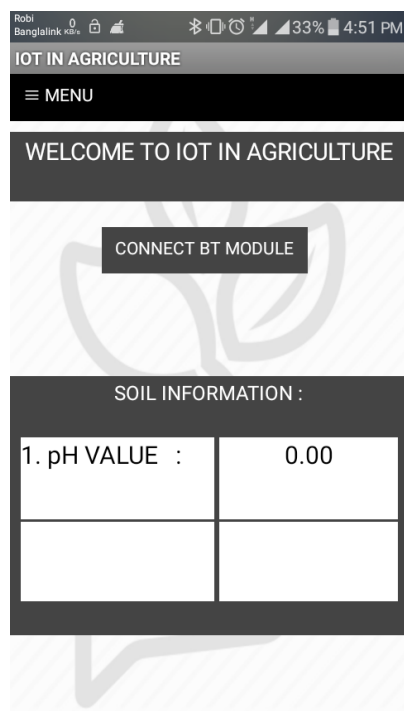 Robi
Banglalink 0 KB/s 33% 4:51 PM
IOT IN AGRICULTURE
≡ MENU
WELCOME TO IOT IN AGRICULTURE
CONNECT BT MODULE
SOIL INFORMATION :
1. pH VALUE : 0.00